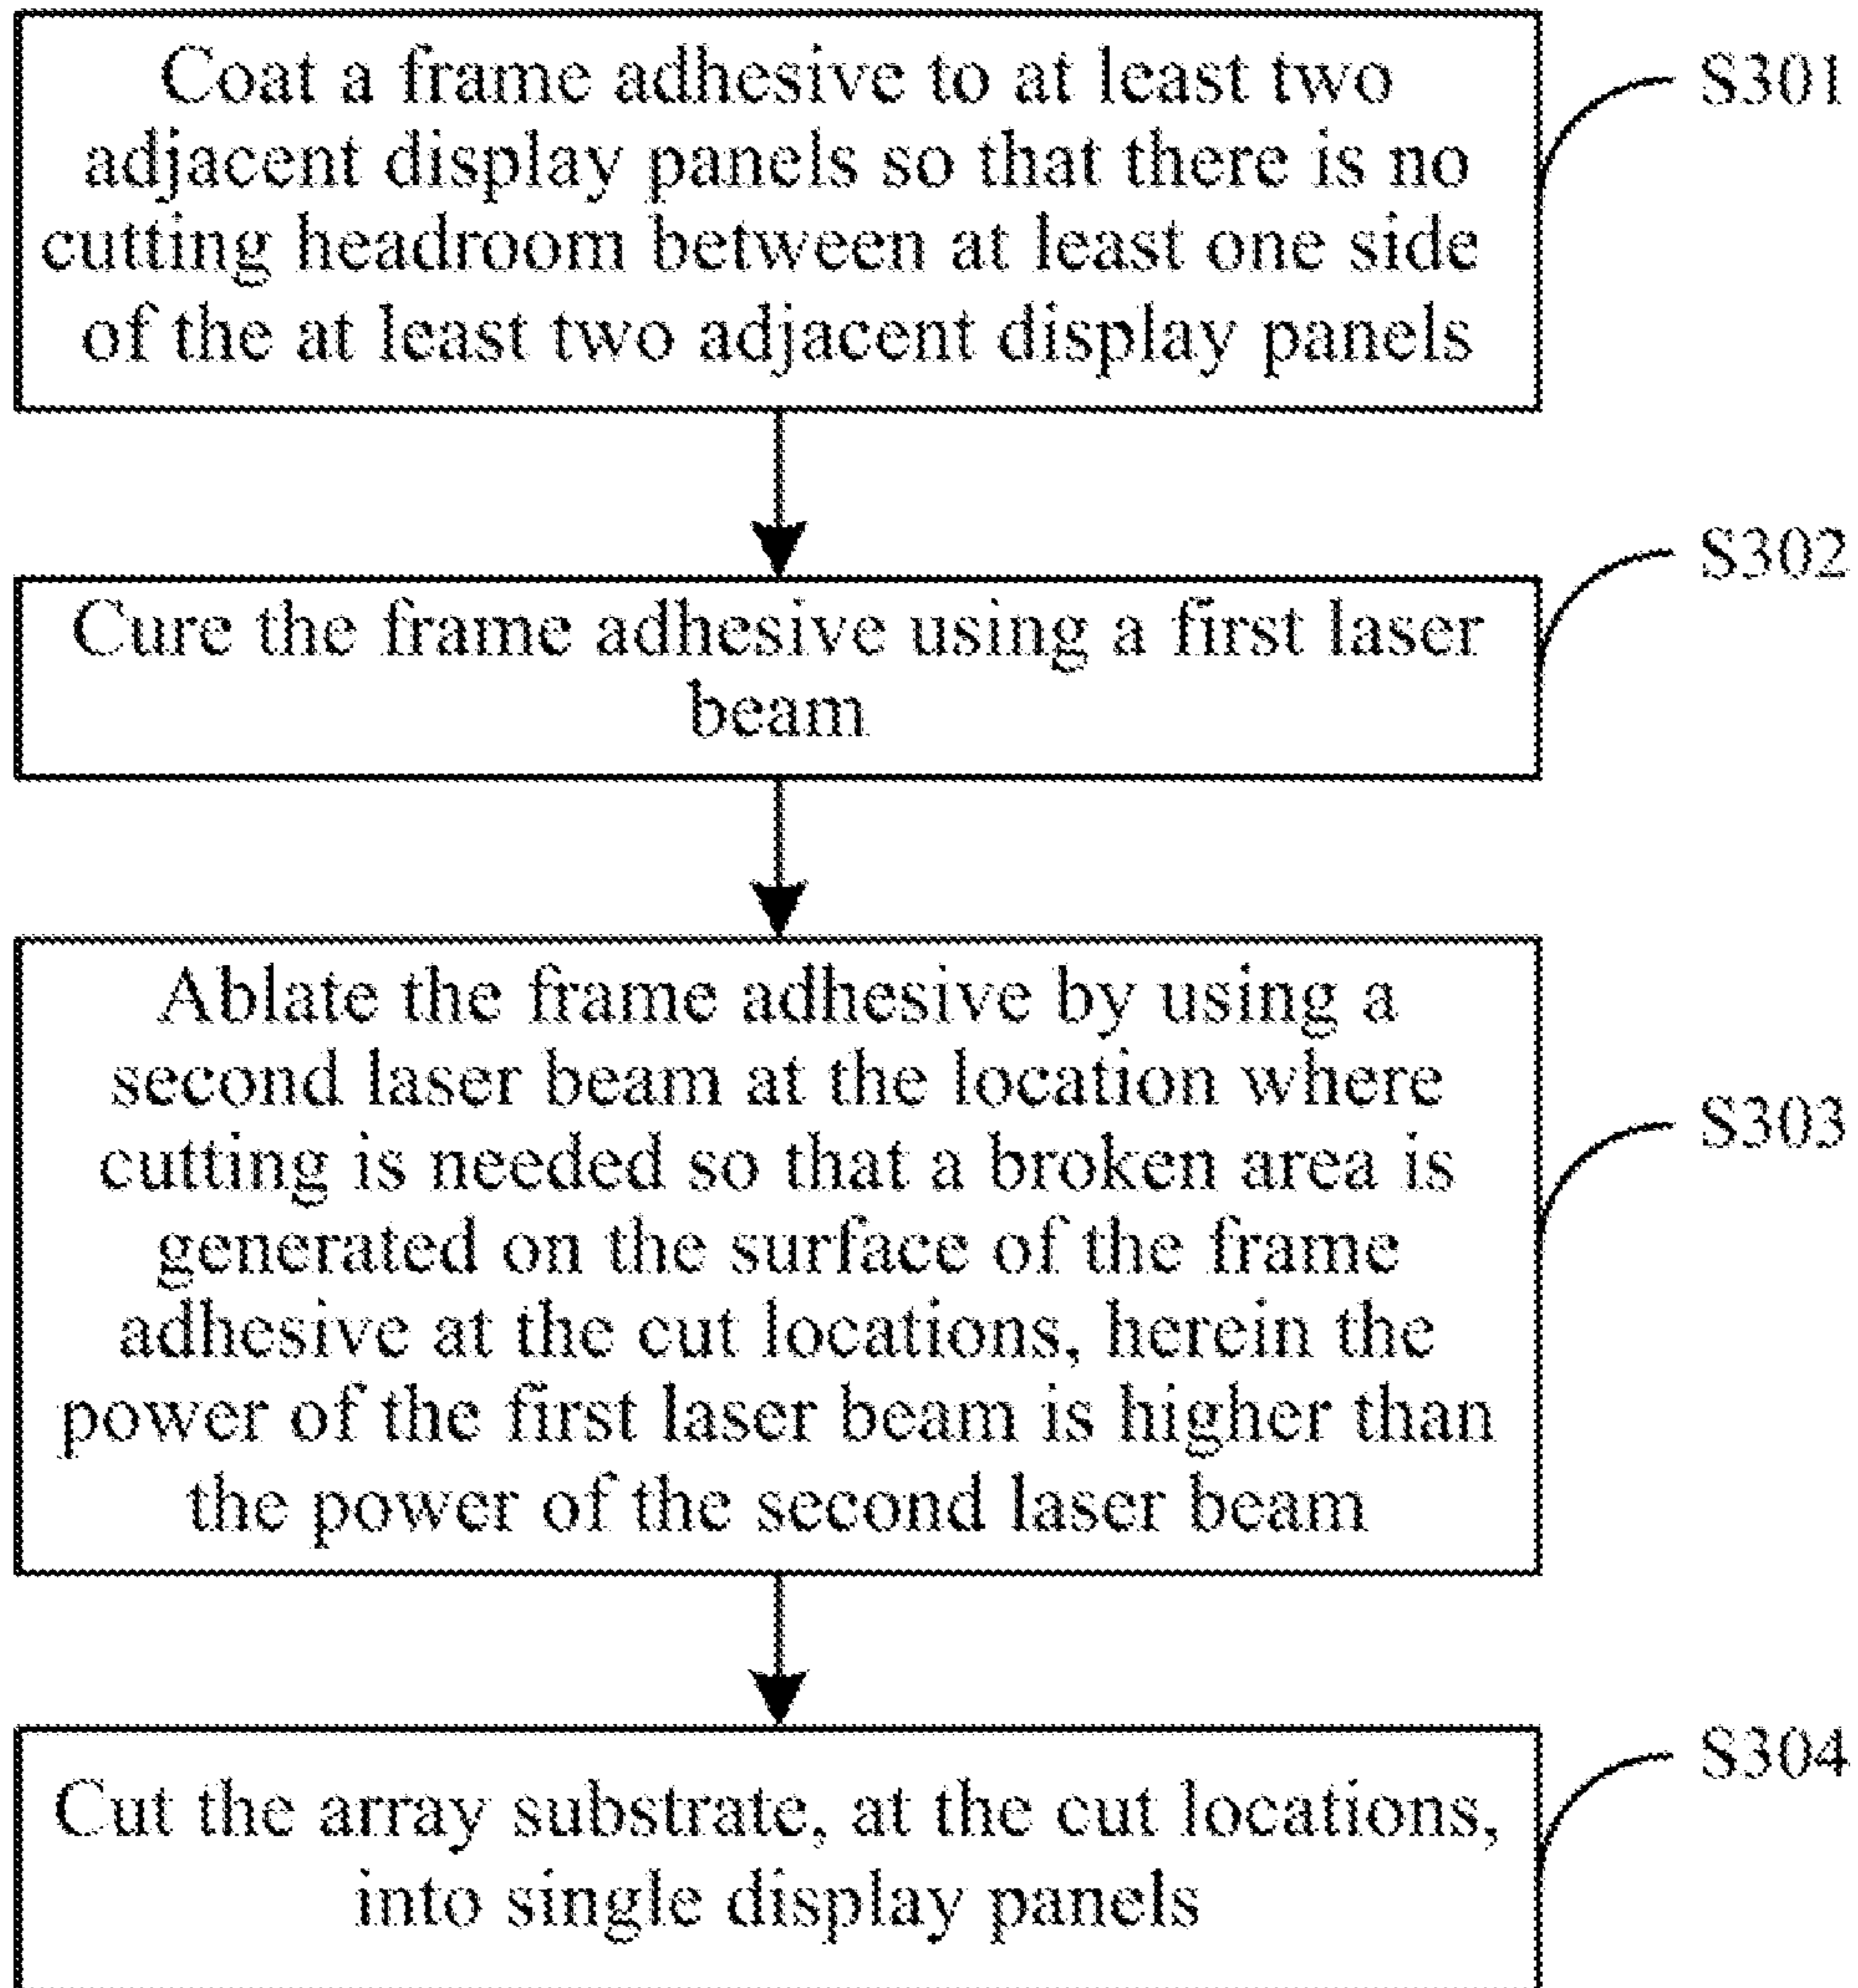 Coat a frame adhesive to at least two
adjacent display panels so that there is no
cutting headroom between at least one side
of the at least two adjacent display panels
S301
Cure the frame adhesive using a first laser
beam
S302
Ablate the frame adhesive by using a
second laser beam at the location where
cutting is needed so that a broken area is
generated on the surface of the frame
adhesive at the cut locations, herein the
power of the first laser beam is higher than
the power of the second laser beam
S303
Cut the array substrate, at the cut locations,
into single display panels
S304